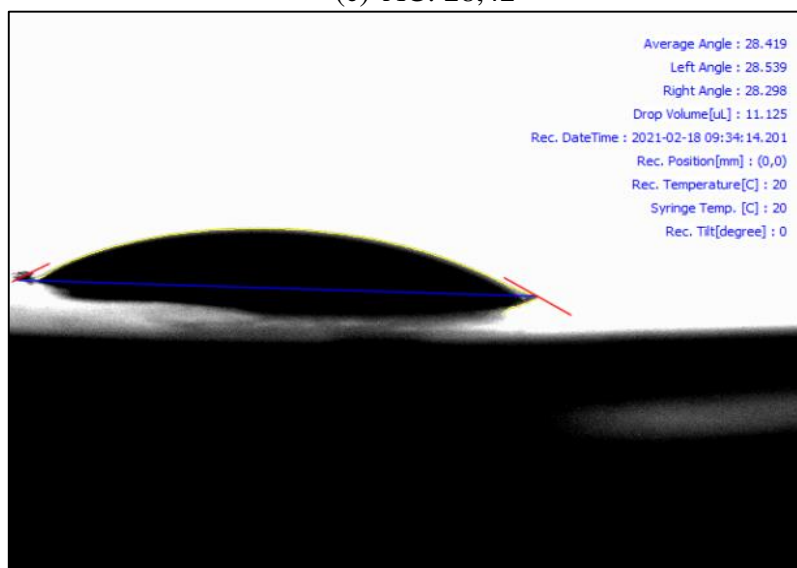 Average Angle : 28.419
Left Angle : 28.539
Right Angle : 28.298
Drop Volume[uL] : 11.125
Rec. DateTime : 2021-02-18 09:34:14.201
Rec. Position[mm] : (0,0)
Rec. Temperature[C] : 20
Syringe Temp. [C] : 20
Rec. Tilt[degree] : 0